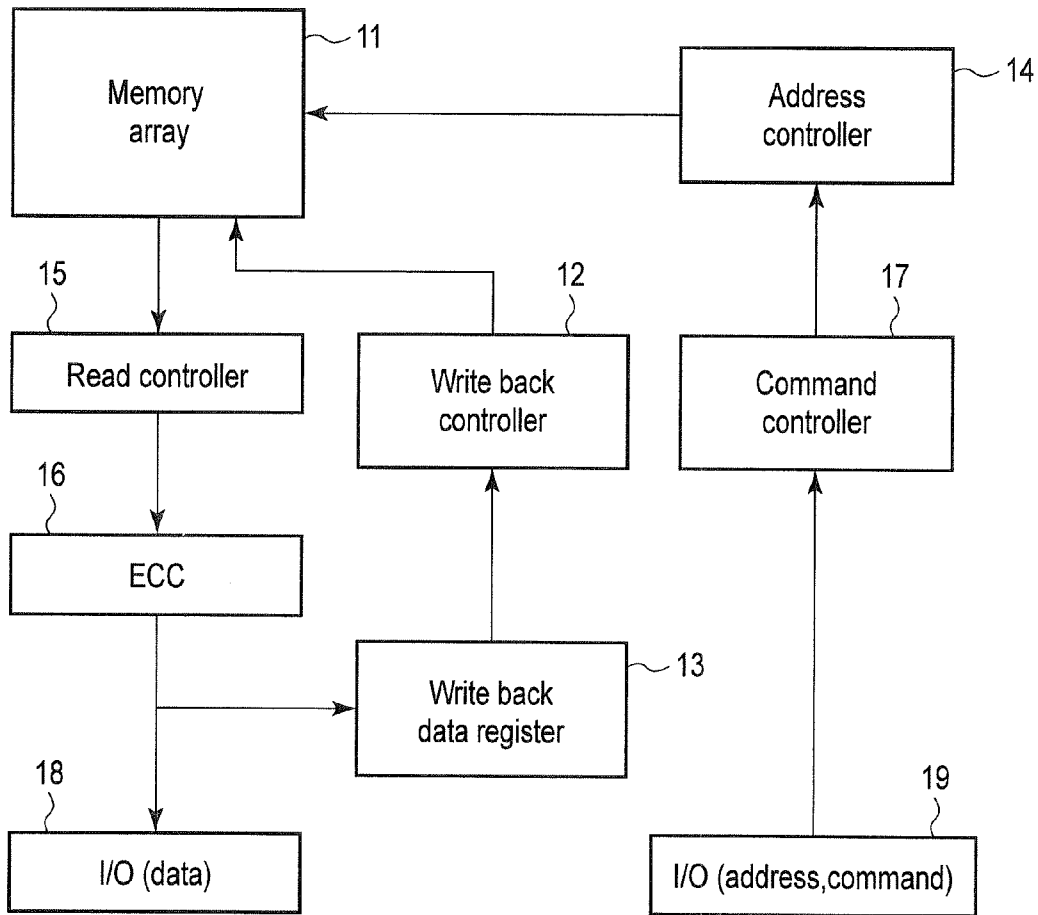 11
Memory
array
14
Address
controller
15
Read controller
12
Write back
controller
17
Command
controller
16
ECC
13
Write back
data register
18
I/O (data)
19
I/O (address,command)